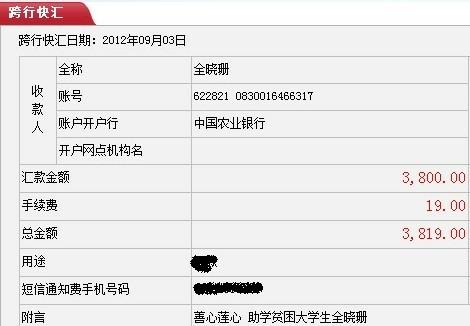 跨行快汇
跨行快汇日期：2012年09月03日
收款人
全称 全晓珊
账号 622821 0830016466317
账户开户行 中国农业银行
开户网点机构名
汇款金额 3,800.00
手续费 19.00
总金额 3,819.00
用途
短信通知费手机号码
附言 善心莲心 助学贫困大学生全晓珊